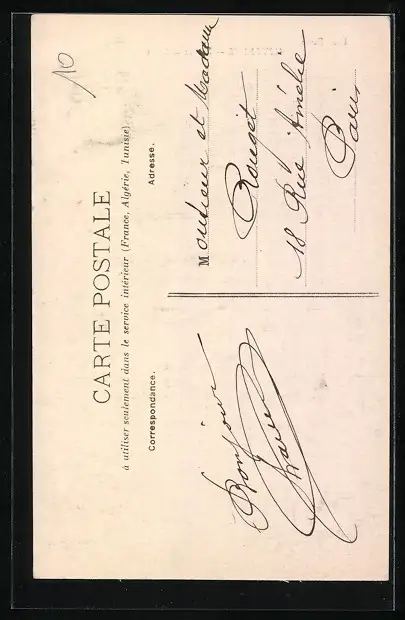 10
CARTE POSTALE
à utiliser seulement dans le service intérieur (France, Algérie, Tunisie)
Correspondance.
Adresse.
Bonjour
Monsieur et Madame
Rouget
18 Rue Amélie
Paris